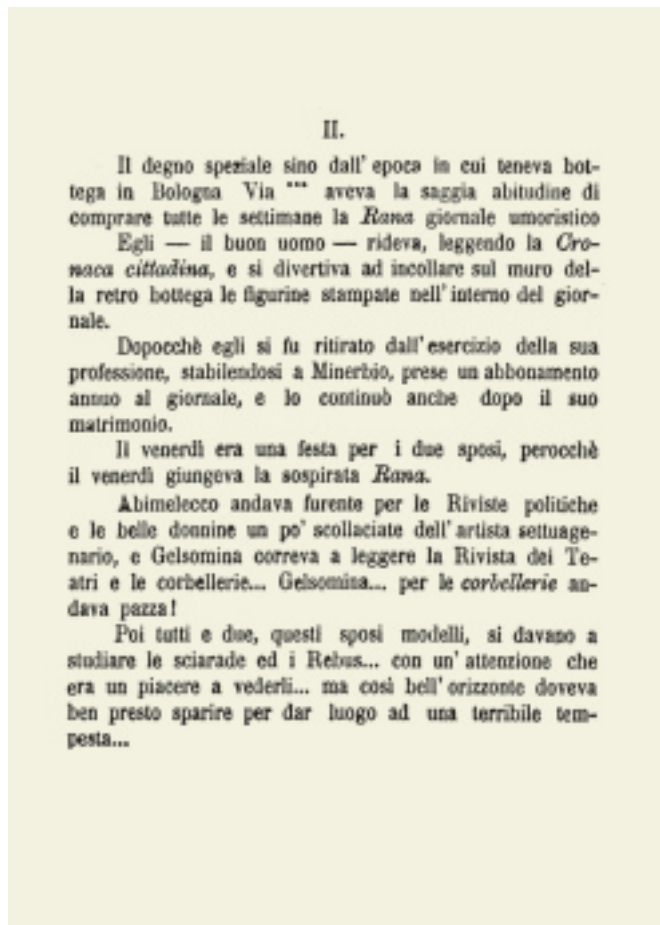 II.
Il degno speziale sino dall' epoca in cui teneva bot-
tega in Bologna Via *** aveva la saggia abitudine di
comprare tutte le settimane la Rana giornale umoristico
Egli — il buon uomo — rideva, leggendo la Cro-
naca cittadina, e si divertiva ad incollare sul muro del-
la retro bottega le figurine stampate nell' interno del gior-
nale.
Dopocchè egli si fu ritirato dall' esercizio della sua
professione, stabilendosi a Minerbio, prese un abbonamento
annuo al giornale, e lo continuò anche dopo il suo
matrimonio.
Il venerdì era una festa per i due sposi, perocchè
il venerdì giungeva la sospirata Rana.
Abimelecco andava furente per le Riviste politiche
e le belle donnine un po' scollaciate dell' artista settuage-
nario, e Gelsomina correva a leggere la Rivista dei Te-
atri e le corbellerie... Gelsomina... per le corbellerie an-
dava pazza!
Poi tutti e due, questi sposi modelli, si davano a
studiare le sciarade ed i Rebus... con un' attenzione che
era un piacere a vederli... ma così bell' orizzonte doveva
ben presto sparire per dar luogo ad una terribile tem-
pesta...